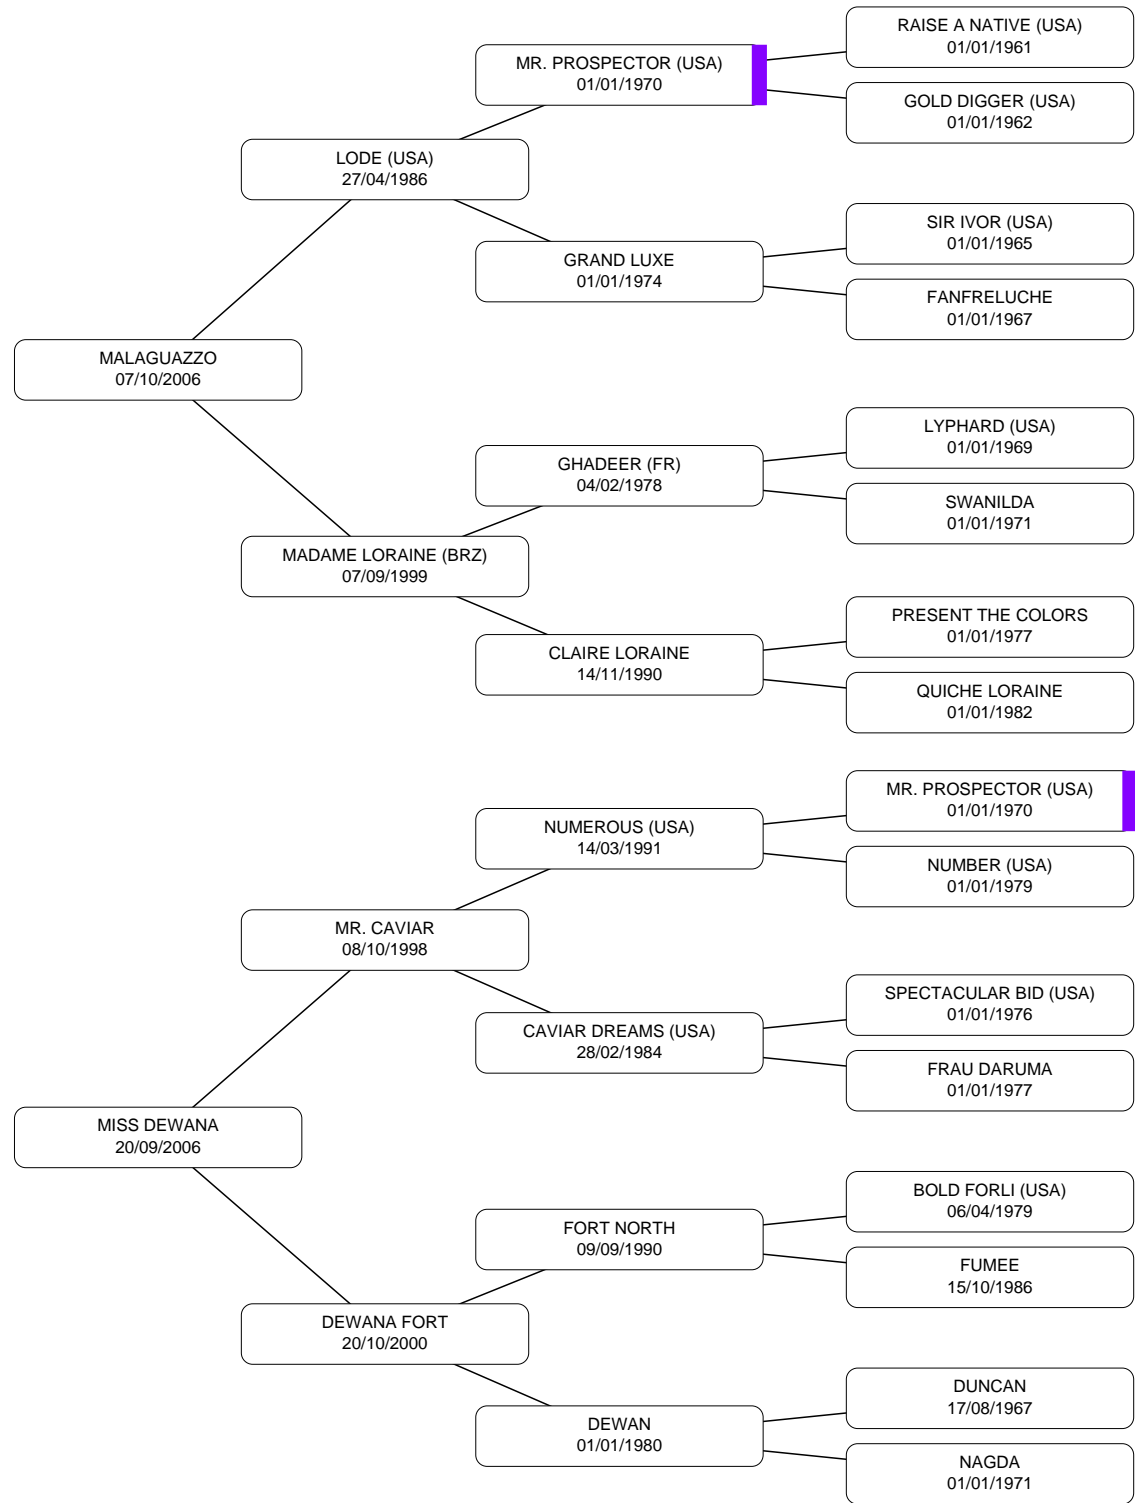 RAISE A NATIVE (USA)
01/01/1961
MR. PROSPECTOR (USA)
01/01/1970
GOLD DIGGER (USA)
01/01/1962
LODE (USA)
27/04/1986
SIR IVOR (USA)
01/01/1965
GRAND LUXE
01/01/1974
FANFRELUCHE
01/01/1967
MALAGUAZZO
07/10/2006
LYPHARD (USA)
01/01/1969
GHADEER (FR)
04/02/1978
SWANILDA
01/01/1971
MADAME LORAINE (BRZ)
07/09/1999
PRESENT THE COLORS
01/01/1977
CLAIRE LORAINE
14/11/1990
QUICHE LORAINE
01/01/1982
MR. PROSPECTOR (USA)
01/01/1970
NUMEROUS (USA)
14/03/1991
NUMBER (USA)
01/01/1979
MR. CAVIAR
08/10/1998
SPECTACULAR BID (USA)
01/01/1976
CAVIAR DREAMS (USA)
28/02/1984
FRAU DARUMA
01/01/1977
MISS DEWANA
20/09/2006
BOLD FORLI (USA)
06/04/1979
FORT NORTH
09/09/1990
FUMEE
15/10/1986
DEWANA FORT
20/10/2000
DUNCAN
17/08/1967
DEWAN
01/01/1980
NAGDA
01/01/1971